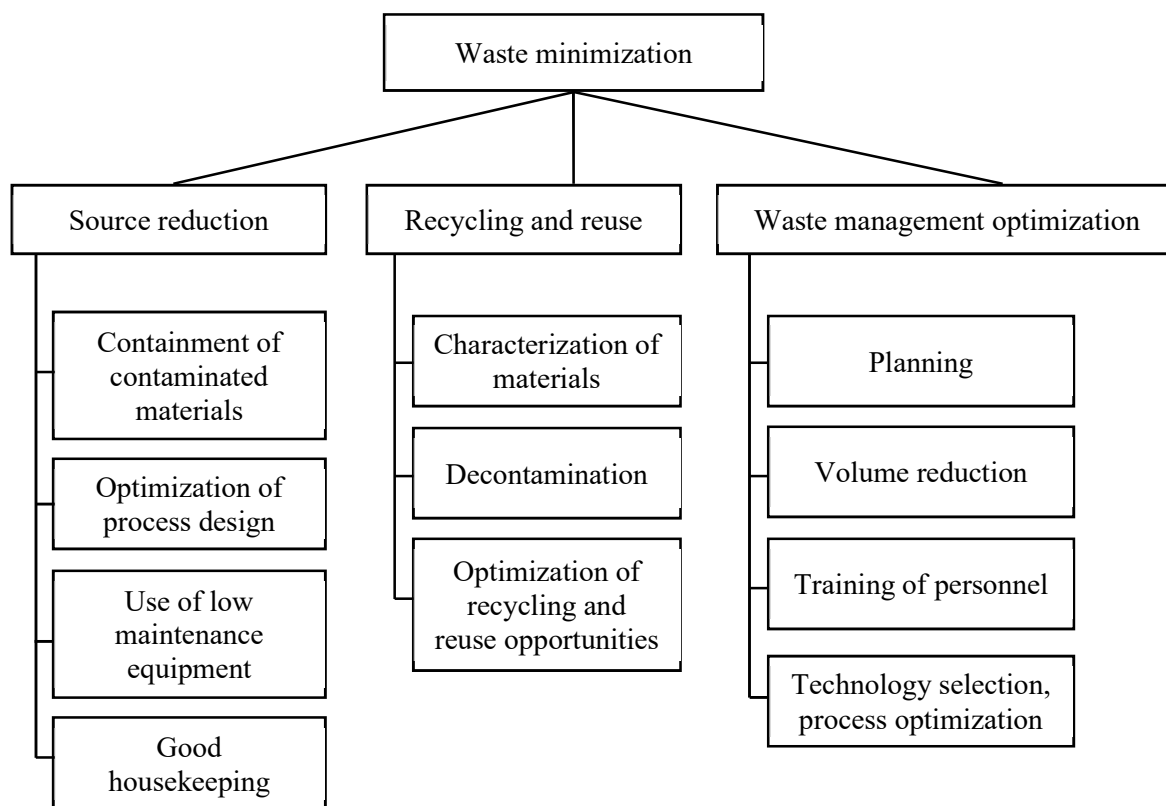 Waste minimization
Source reduction
Recycling and reuse
Waste management optimization
Containment of
contaminated
materials
Optimization of
process design
Use of low
maintenance
equipment
Good
housekeeping
Characterization of
materials
Decontamination
Optimization of
recycling and
reuse opportunities
Planning
Volume reduction
Training of personnel
Technology selection,
process optimization